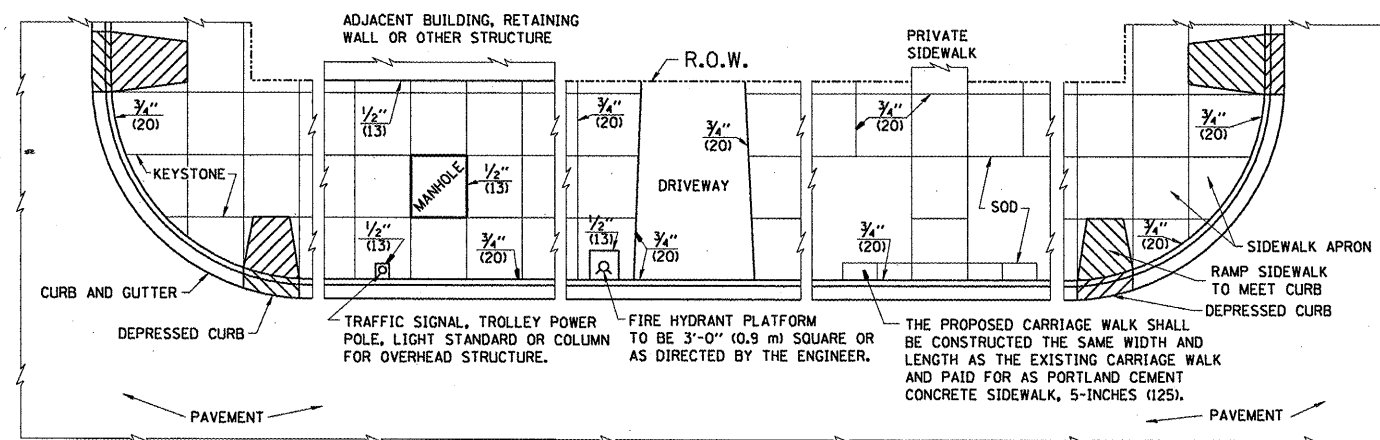 ADJACENT BUILDING, RETAINING
WALL OR OTHER STRUCTURE
R.O.W.
PRIVATE
SIDEWALK
3/4"
(20)
1/2"
(13)
3/4"
(20)
3/4"
(20)
3/4"
(20)
3/4"
(20)
KEYSTONE
MANHOLE
1/2"
(13)
DRIVEWAY
SOD
1/2"
(13)
3/4"
(20)
1/2"
(13)
3/4"
(20)
3/4"
(20)
3/4"
(20)
SIDEWALK APRON
RAMP SIDEWALK
TO MEET CURB
DEPRESSED CURB
CURB AND GUTTER
DEPRESSED CURB
TRAFFIC SIGNAL, TROLLEY POWER
POLE, LIGHT STANDARD OR COLUMN
FOR OVERHEAD STRUCTURE.
FIRE HYDRANT PLATFORM
TO BE 3'-0" (0.9 m) SQUARE OR
AS DIRECTED BY THE ENGINEER.
THE PROPOSED CARRIAGE WALK SHALL
BE CONSTRUCTED THE SAME WIDTH AND
LENGTH AS THE EXISTING CARRIAGE WALK
AND PAID FOR AS PORTLAND CEMENT
CONCRETE SIDEWALK, 5-INCHES (125).
PAVEMENT
PAVEMENT